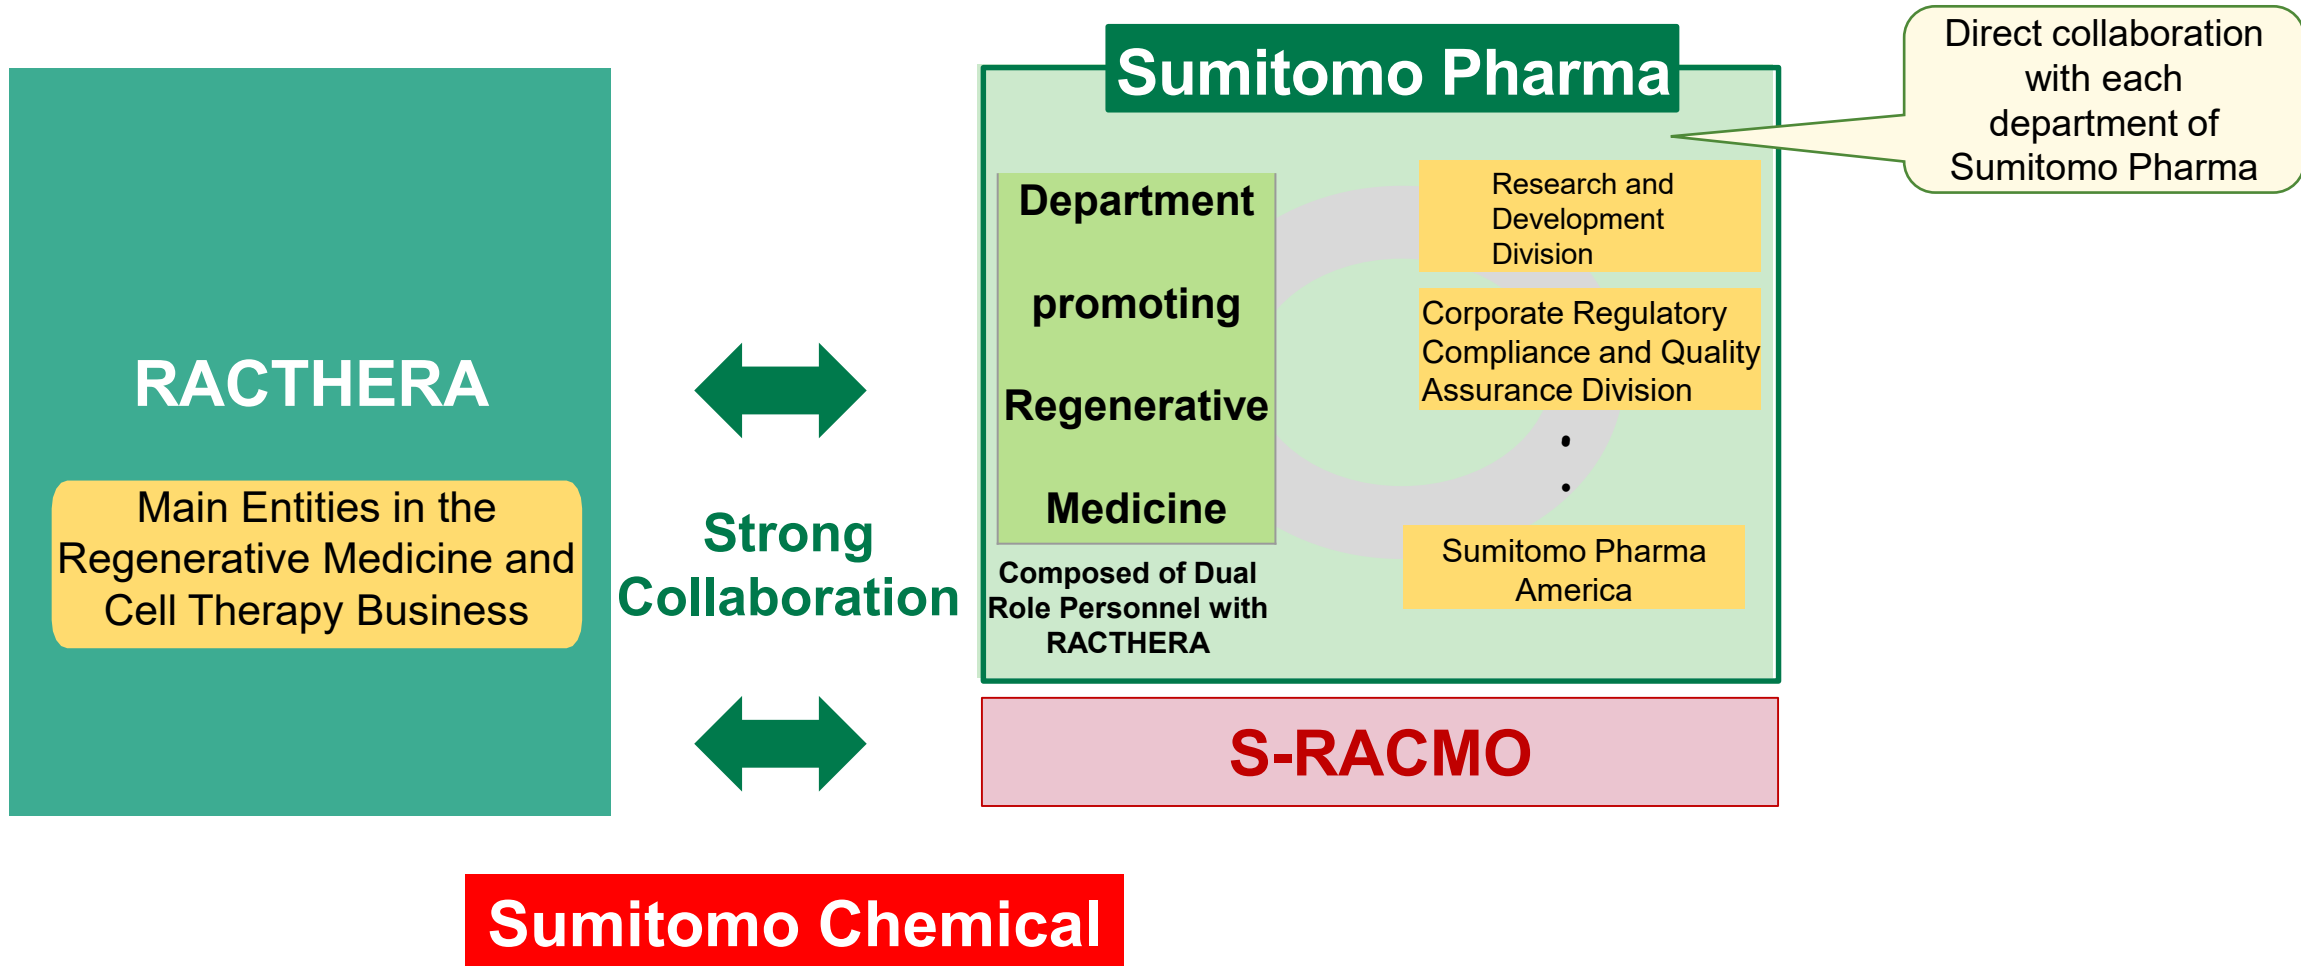 RACTHERA
Main Entities in the
Regenerative Medicine and
Cell Therapy Business
Strong
Collaboration
Sumitomo Pharma
Department
promoting
Regenerative
Medicine
Composed of Dual
Role Personnel with
RACTHERA
Research and
Development
Division
Corporate Regulatory
Compliance and Quality
Assurance Division
Sumitomo Pharma
America
Direct collaboration
with each
department of
Sumitomo Pharma
S-RACMO
Sumitomo Chemical